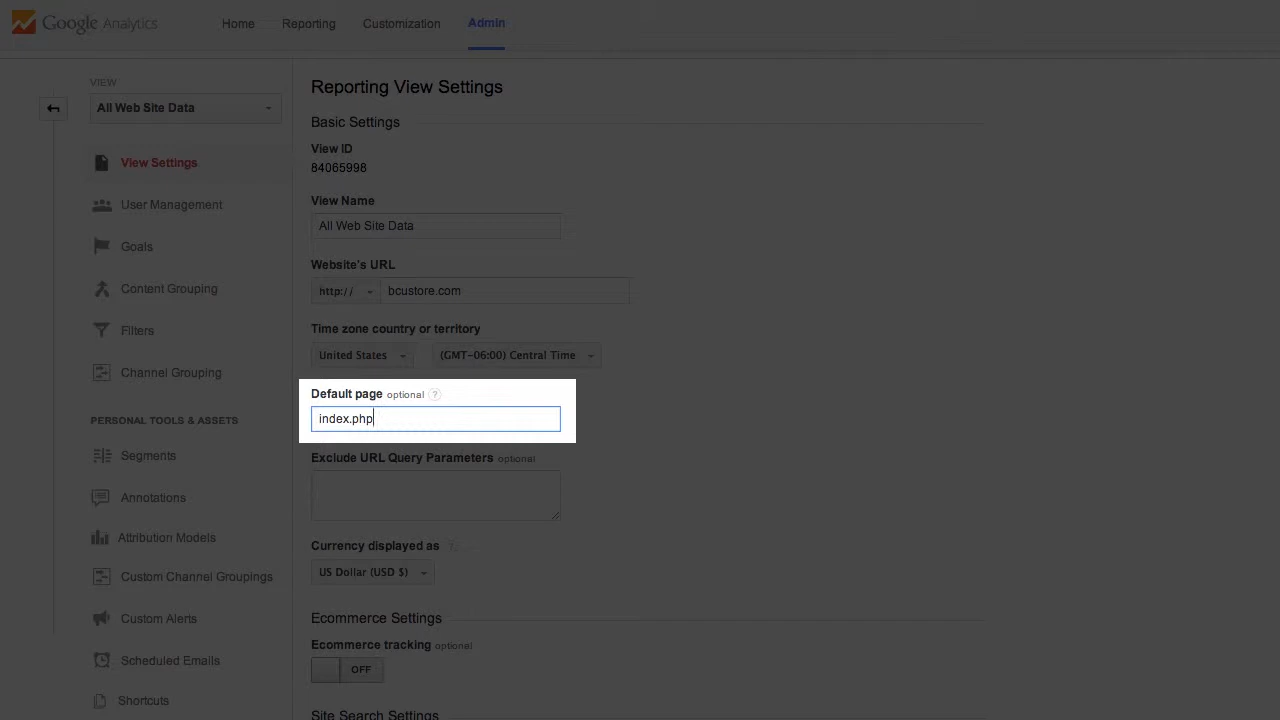 Google Analytics
Home Reporting Customization Admin
VIEW
All Web Site Data
View Settings
User Management
Goals
Content Grouping
Filters
Channel Grouping
PERSONAL TOOLS & ASSETS
Segments
Annotations
Attribution Models
Custom Channel Groupings
Custom Alerts
Scheduled Emails
Shortcuts
Reporting View Settings
Basic Settings
View ID
84065998
View Name
All Web Site Data
Website's URL
http:// bcustore.com
Time zone country or territory
United States (GMT-06:00) Central Time
Default page optional ?
index.php
Exclude URL Query Parameters optional
Currency displayed as ?
US Dollar (USD $)
Ecommerce Settings
Ecommerce tracking optional
OFF
Site Search Settings